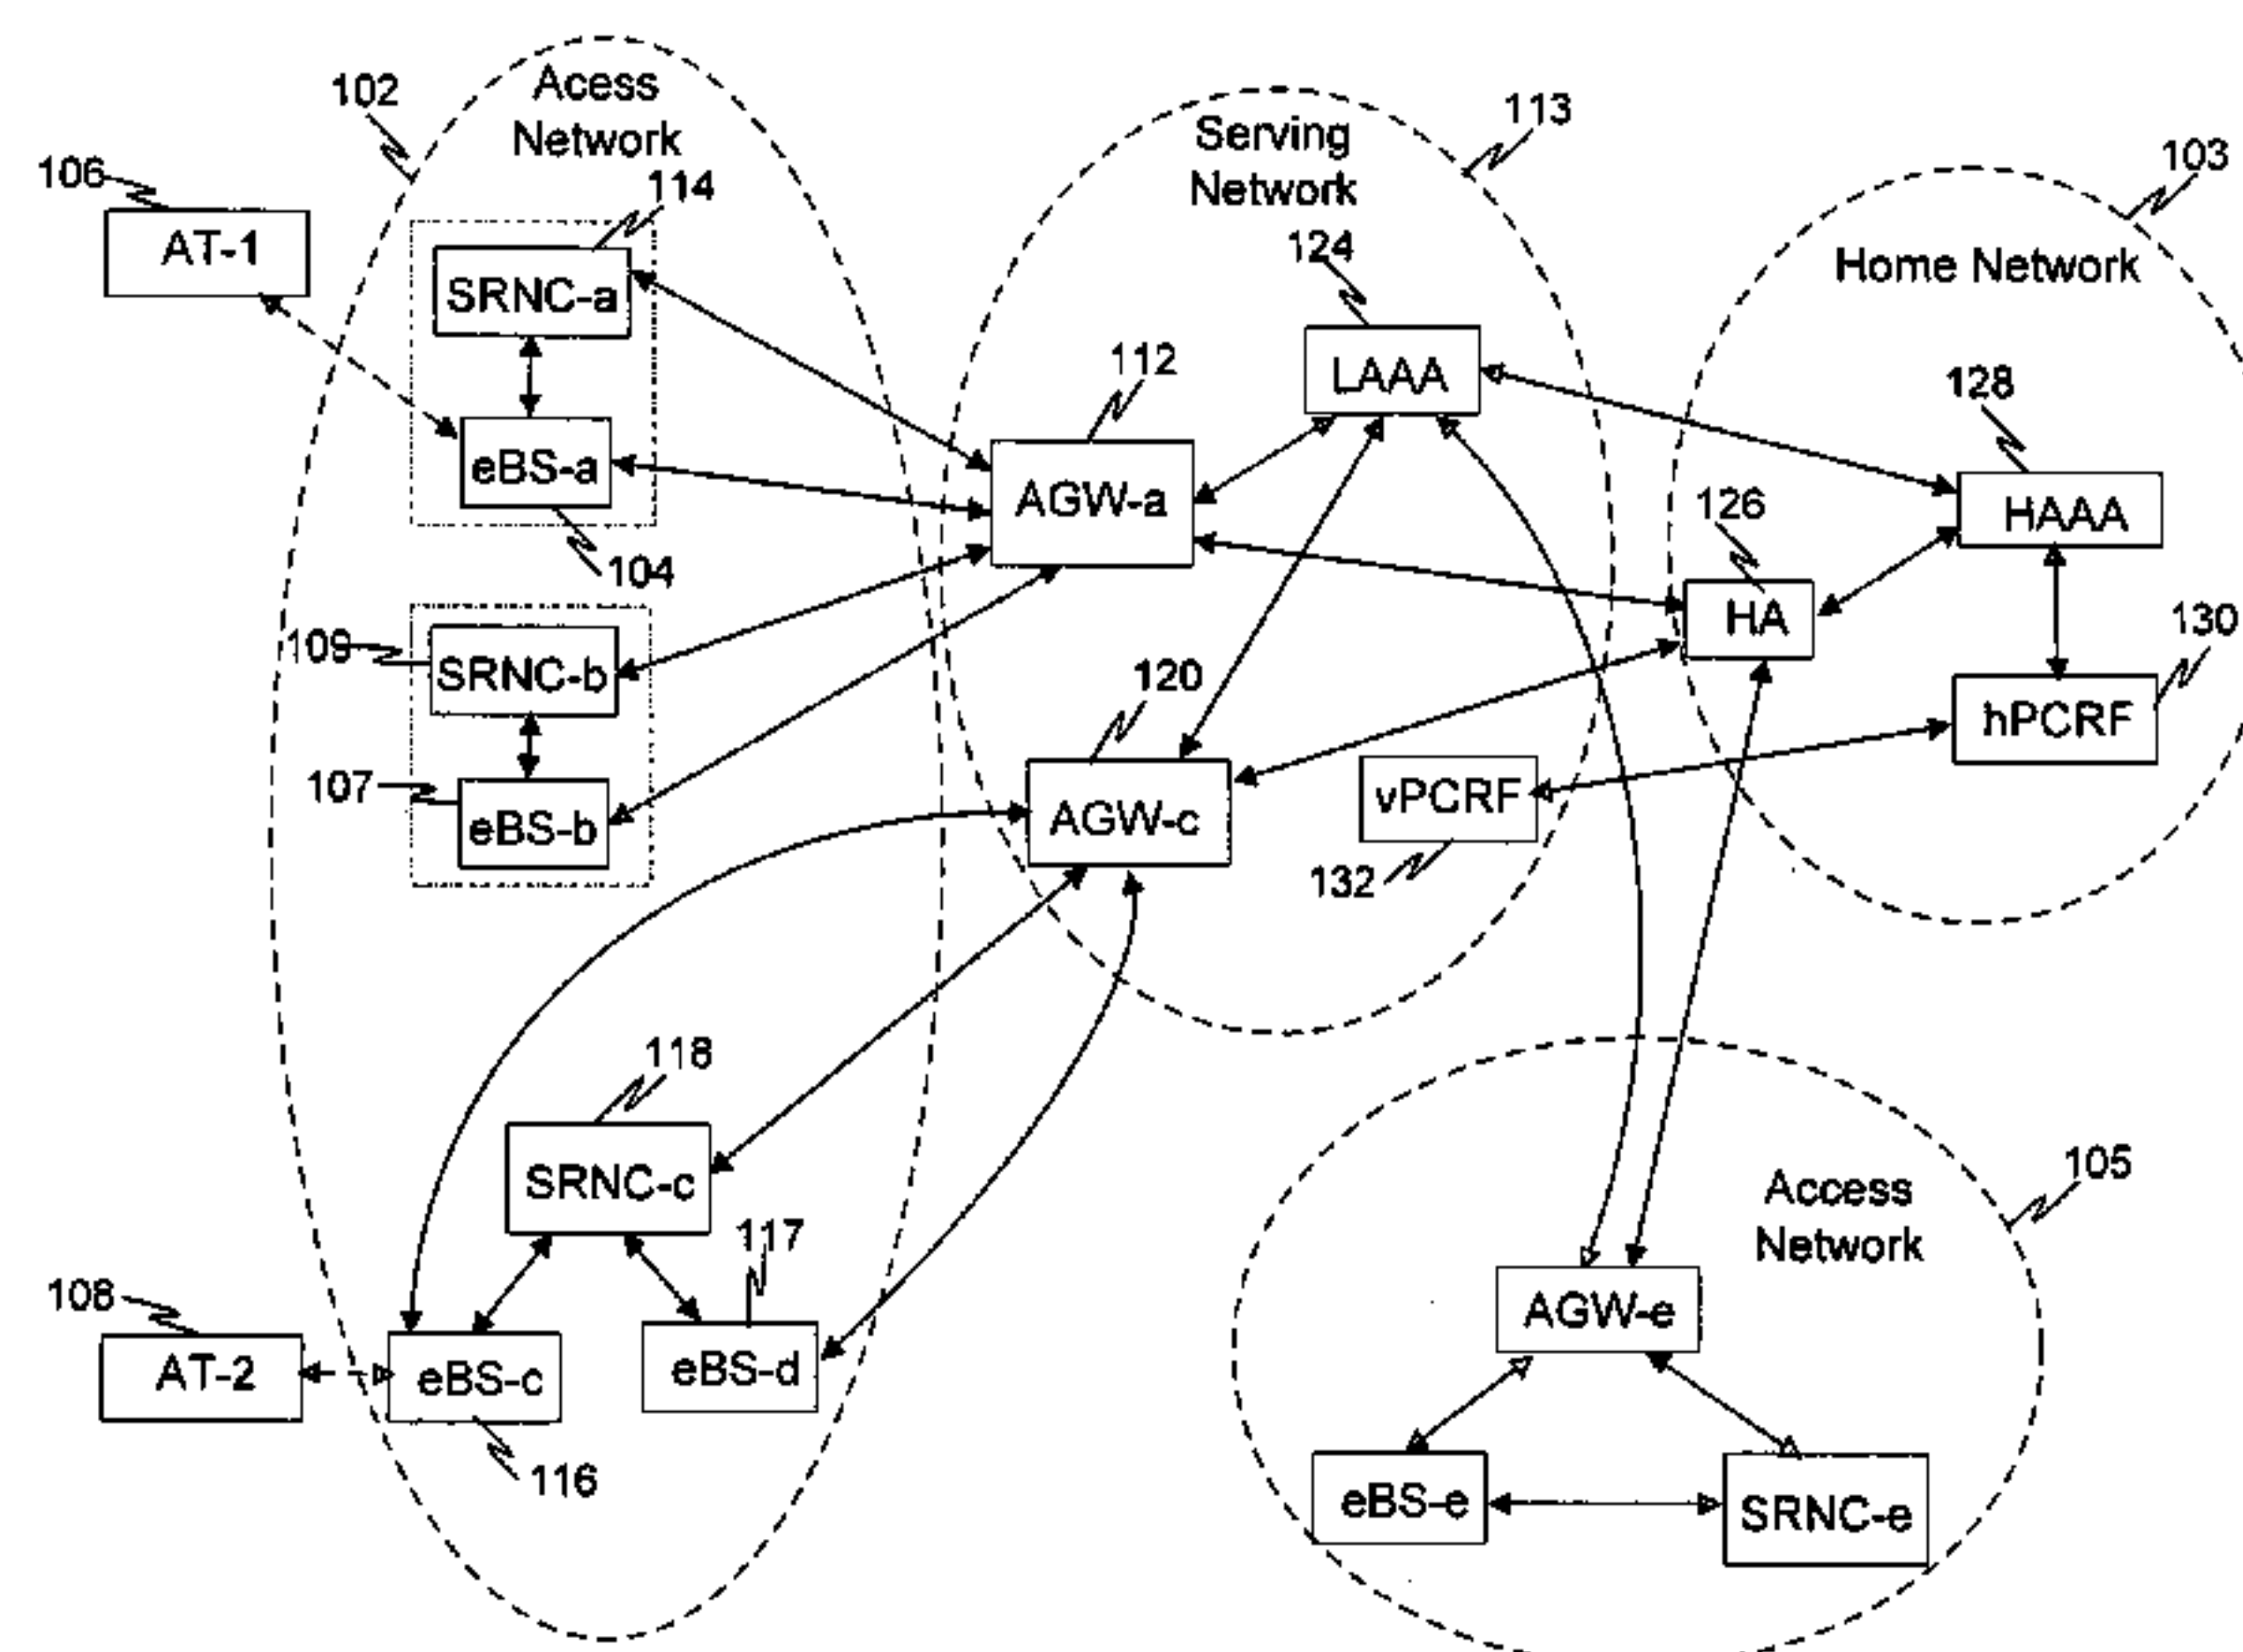 Acess
Network
102
106
114
AT-1
SRNC-a
eBS-a
104
109
SRNC-b
107
eBS-b
118
SRNC-c
117
108
AT-2
eBS-c
eBS-d
116
Serving
Network
113
124
LAAA
112
AGW-a
120
AGW-c
vPCRF
132
103
Home Network
128
HAAA
126
HA
130
hPCRF
105
Access
Network
AGW-e
eBS-e
SRNC-e